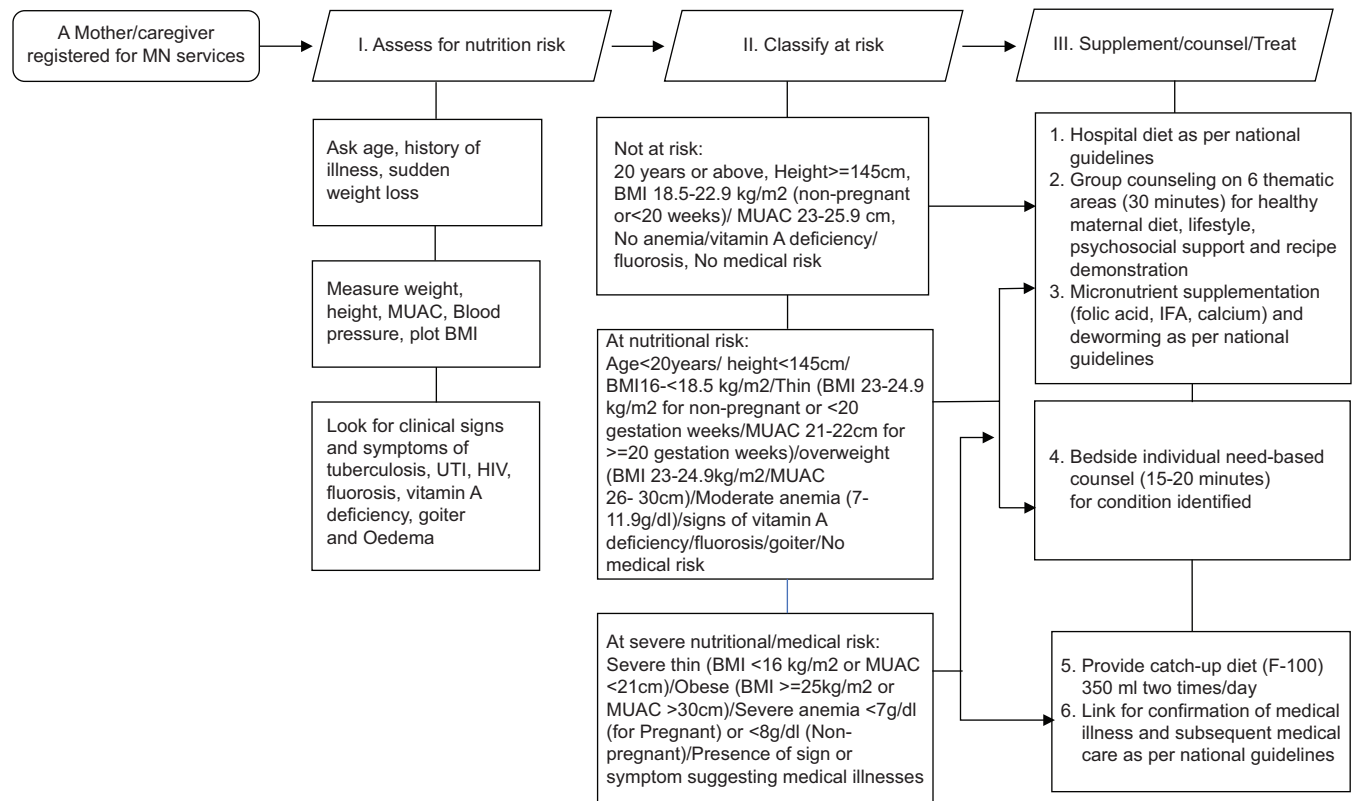 A Mother/caregiver
registered for MN services
I. Assess for nutrition risk
II. Classify at risk
III. Supplement/counsel/Treat
Ask age, history of
illness, sudden
weight loss
Measure weight,
height, MUAC, Blood
pressure, plot BMI
Look for clinical signs
and symptoms of
tuberculosis, UTI, HIV,
fluorosis, vitamin A
deficiency, goiter
and Oedema
Not at risk:
20 years or above, Height>=145cm,
BMI 18.5-22.9 kg/m2 (non-pregnant
or<20 weeks)/ MUAC 23-25.9 cm,
No anemia/vitamin A deficiency/
fluorosis, No medical risk
At nutritional risk:
Age<20years/ height<145cm/
BMI16-<18.5 kg/m2/Thin (BMI 23-24.9
kg/m2 for non-pregnant or <20
gestation weeks/MUAC 21-22cm for
>=20 gestation weeks)/overweight
(BMI 23-24.9kg/m2/MUAC
26- 30cm)/Moderate anemia (7-
11.9g/dl)/signs of vitamin A
deficiency/fluorosis/goiter/No
medical risk
At severe nutritional/medical risk:
Severe thin (BMI <16 kg/m2 or MUAC
<21cm)/Obese (BMI >=25kg/m2 or
MUAC >30cm)/Severe anemia <7g/dl
(for Pregnant) or <8g/dl (Non-
pregnant)/Presence of sign or
symptom suggesting medical illnesses
1. Hospital diet as per national
guidelines
2. Group counseling on 6 thematic
areas (30 minutes) for healthy
maternal diet, lifestyle,
psychosocial support and recipe
demonstration
3. Micronutrient supplementation
(folic acid, IFA, calcium) and
deworming as per national
guidelines
4. Bedside individual need-based
counsel (15-20 minutes)
for condition identified
5. Provide catch-up diet (F-100)
350 ml two times/day
6. Link for confirmation of medical
illness and subsequent medical
care as per national guidelines